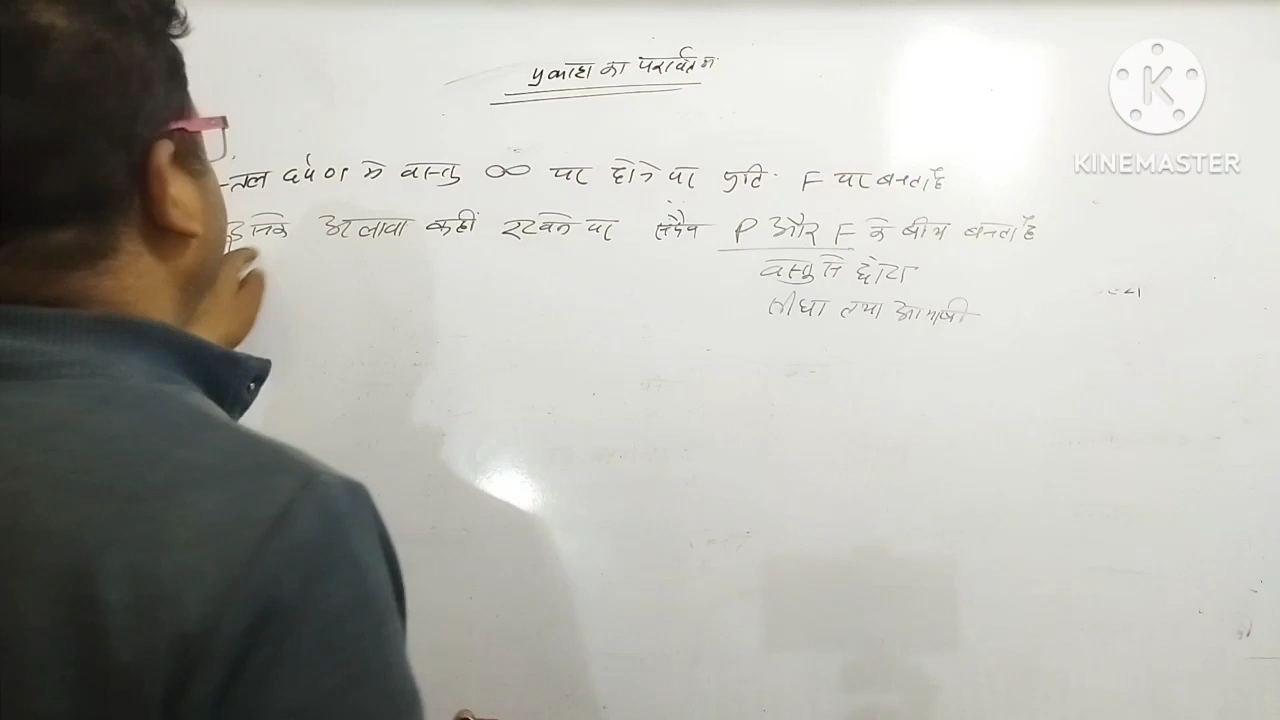 प्रकाश का परावर्तन
तल दर्पण मे वस्तु ∞ पर होने पर प्रति. F पर बनता है
इसके अलावा कहीं रखने पर सदैव P और F के बीच बनता है
वस्तु से छोटा
सीधा तथा आभाषी
K
KINEMASTER